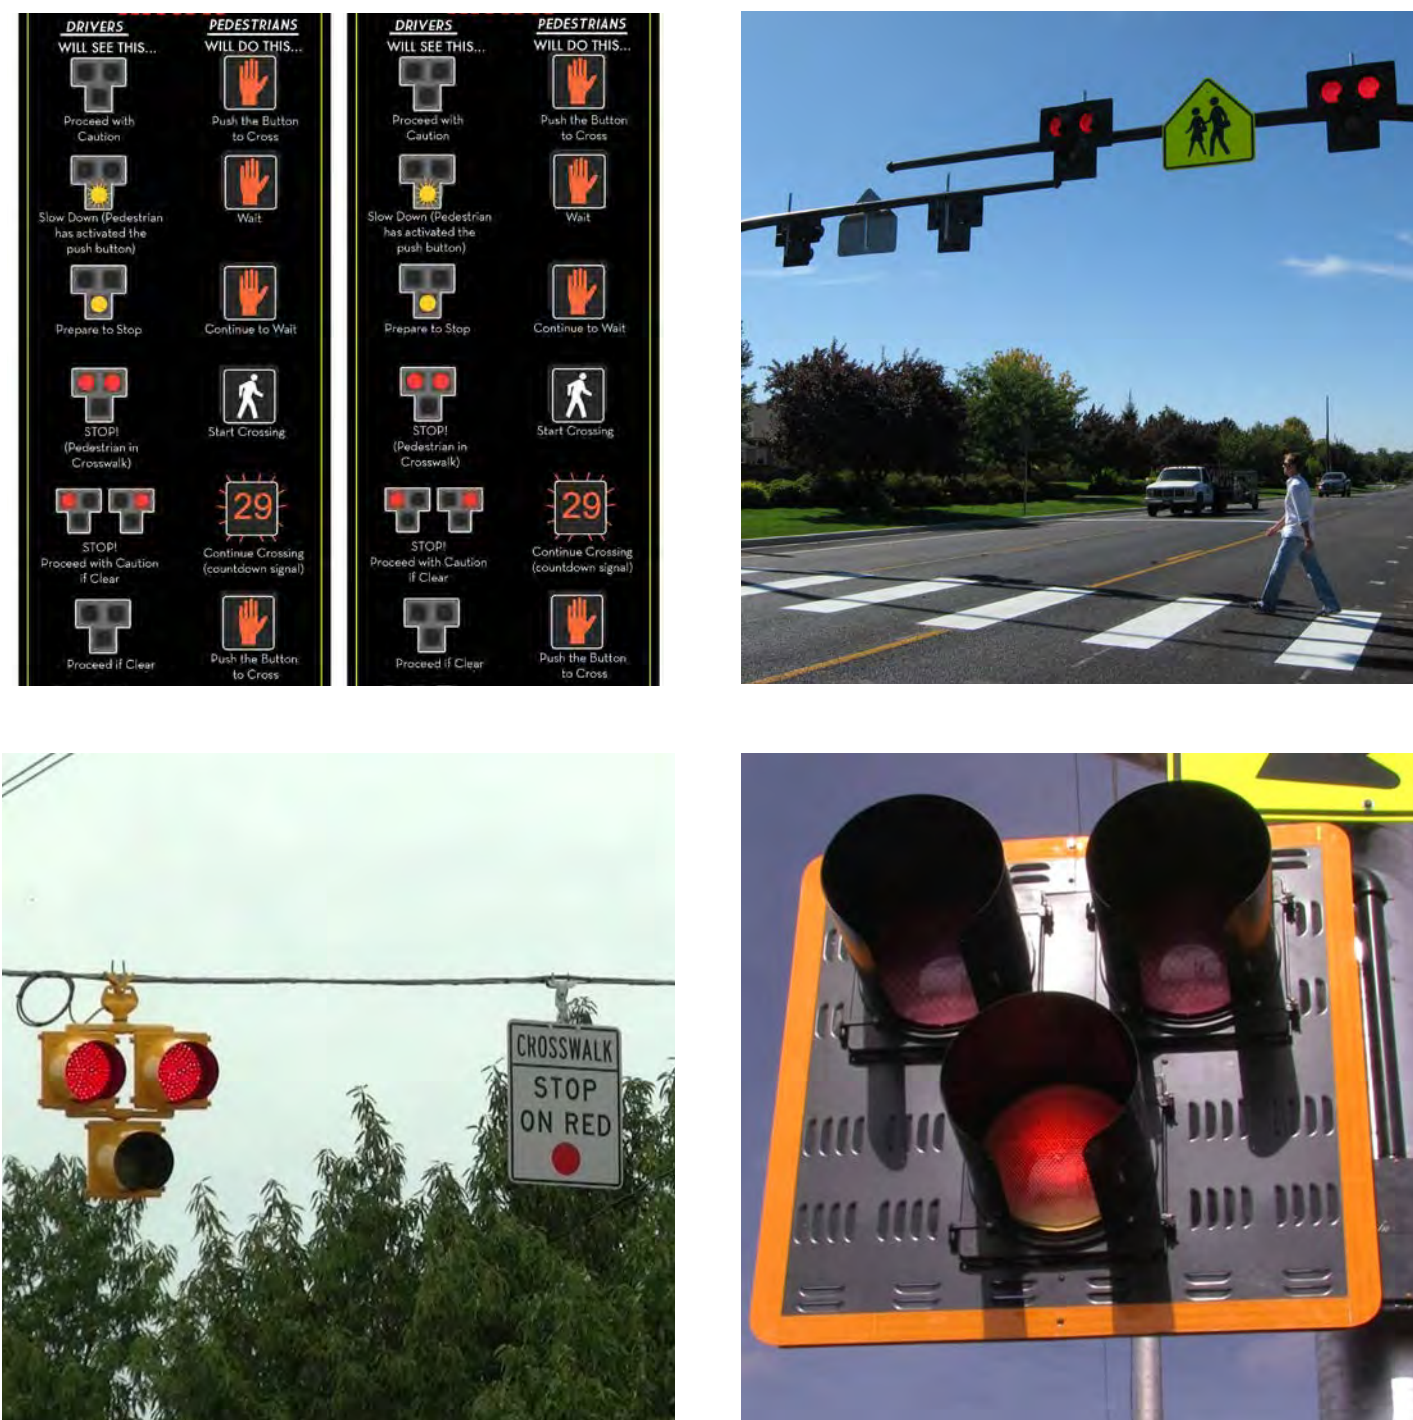 DRIVERS
WILL SEE THIS...
PEDESTRIANS
WILL DO THIS...
Proceed with
Caution
Push the Button
to Cross
Slow Down (Pedestrian
has activated the
push button)
Wait
Prepare to Stop
Continue to Wait
STOP!
(Pedestrian in
Crosswalk)
Start Crossing
29
STOP!
Proceed with Caution
if Clear
Continue Crossing
(countdown signal)
Proceed if Clear
Push the Button
to Cross
DRIVERS
WILL SEE THIS...
PEDESTRIANS
WILL DO THIS...
Proceed with
Caution
Push the Button
to Cross
Slow Down (Pedestrian
has activated the
push button)
Wait
Prepare to Stop
Continue to Wait
STOP!
(Pedestrian in
Crosswalk)
Start Crossing
29
STOP!
Proceed with Caution
if Clear
Continue Crossing
(countdown signal)
Proceed if Clear
Push the Button
to Cross
CROSSWALK
STOP
ON RED